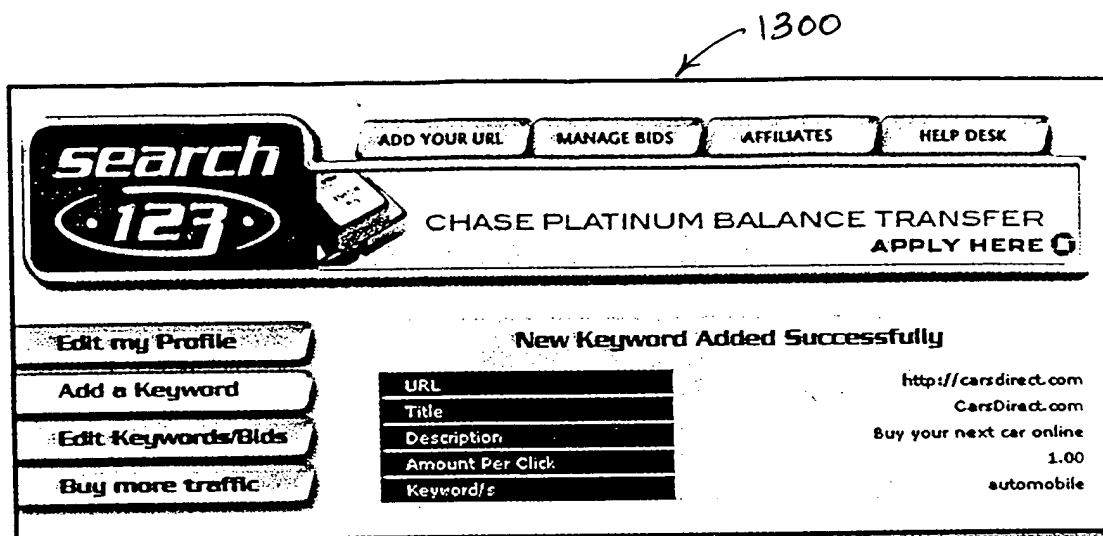 1300
search
123
ADD YOUR URL MANAGE BIDS AFFILIATES HELP DESK
CHASE PLATINUM BALANCE TRANSFER
APPLY HERE
Edit my Profile
Add a Keyword
Edit Keywords/Bids
Buy more traffic
New Keyword Added Successfully
URL http://carsdirect.com
Title CarsDirect.com
Description Buy your next car online
Amount Per Click 1.00
Keyword/s automobile